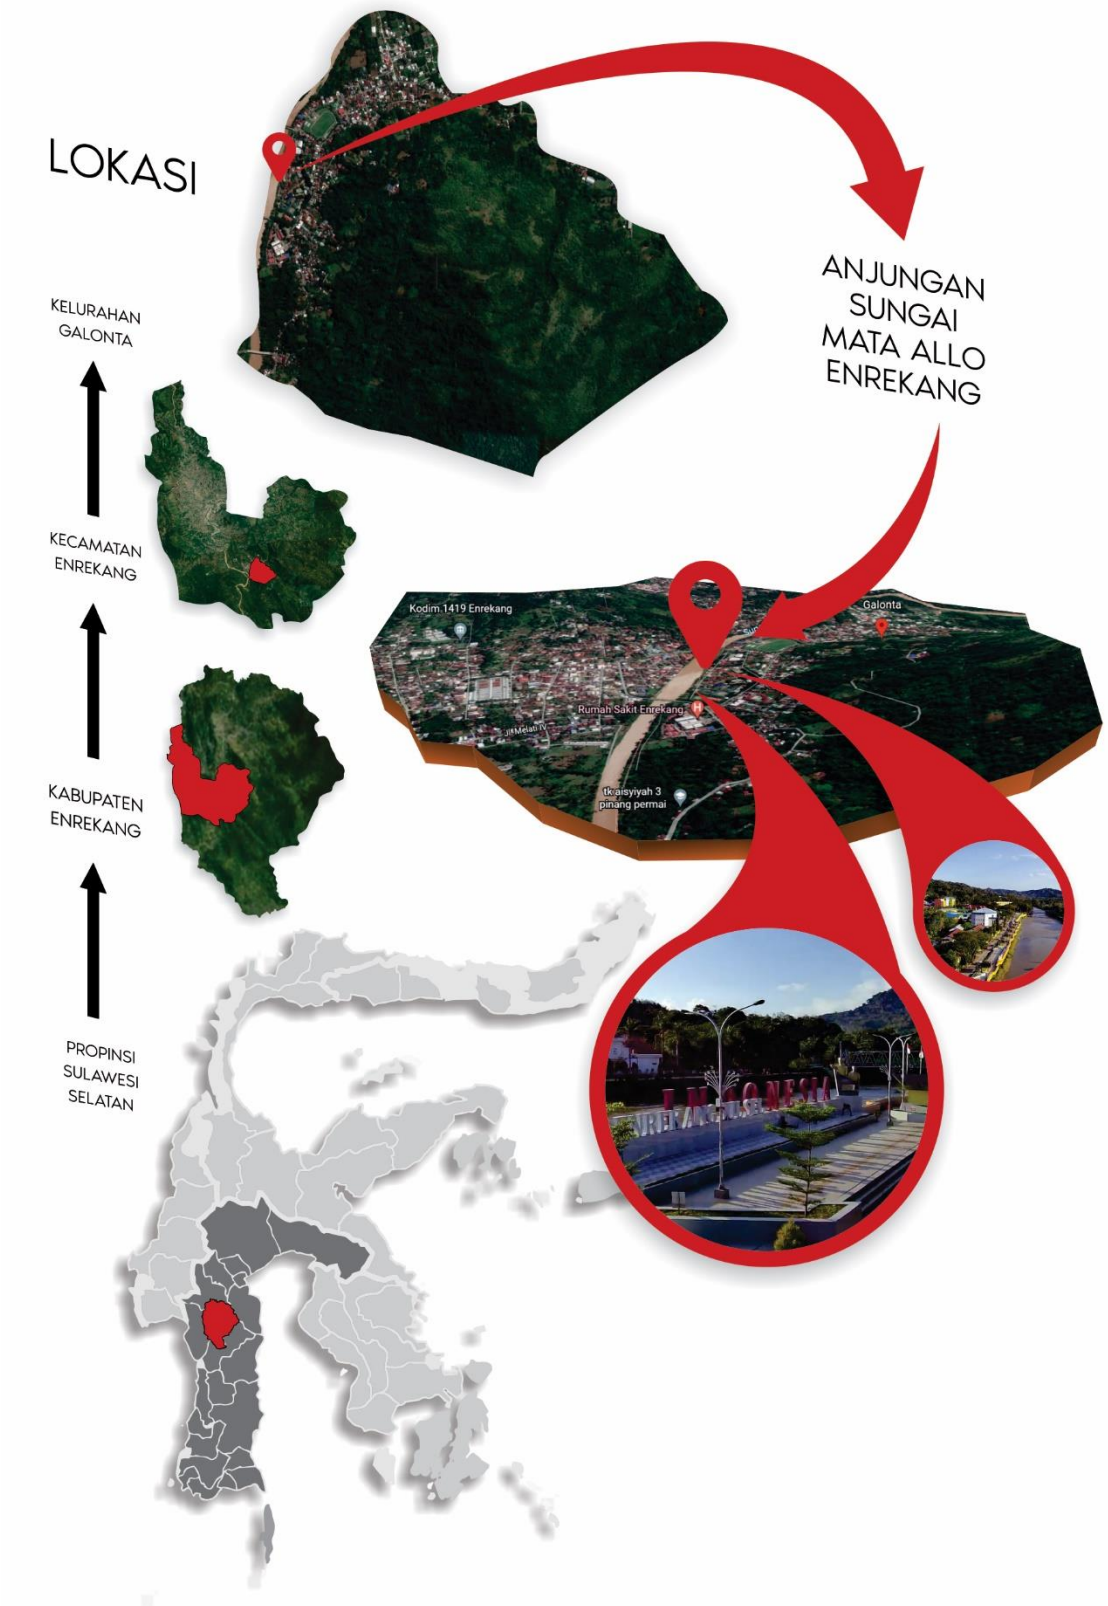 LOKASI
ANJUNGAN
SUNGAI
MATA ALLO
ENREKANG
KELURAHAN
GALONTA
KECAMATAN
ENREKANG
KABUPATEN
ENREKANG
PROPINSI
SULAWESI
SELATAN
Kodim 1419 Enrekang
Galonta
Sun
Rumah Sakit Enrekang
H
Jl. Melati IV
tk aisyiyah 3
pinang permai